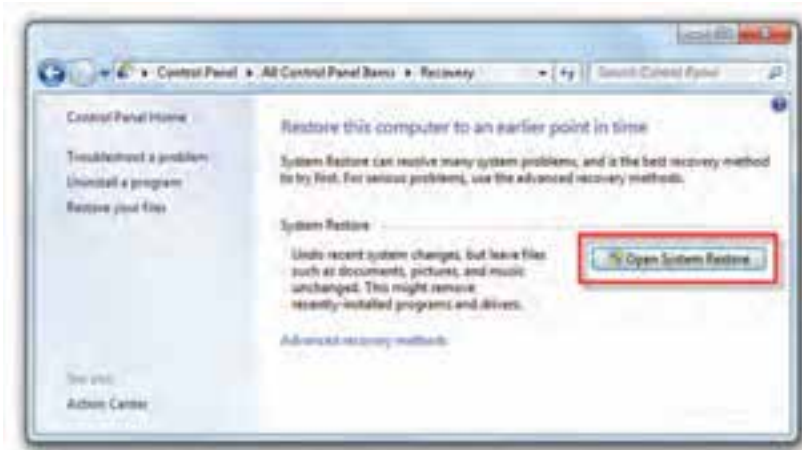 Control Panel ▸ All Control Panel Items ▸ Recovery
Search Control Panel
Control Panel Home
Troubleshoot a problem
Uninstall a program
Restore your files
Restore this computer to an earlier point in time
System Restore can resolve many system problems, and is the best recovery method
to try first. For serious problems, use the advanced recovery methods.
System Restore
Undo recent system changes, but leave files
such as documents, pictures, and music
unchanged. This might remove
recently-installed programs and drivers.
Open System Restore
Advanced recovery methods
See also
Action Center